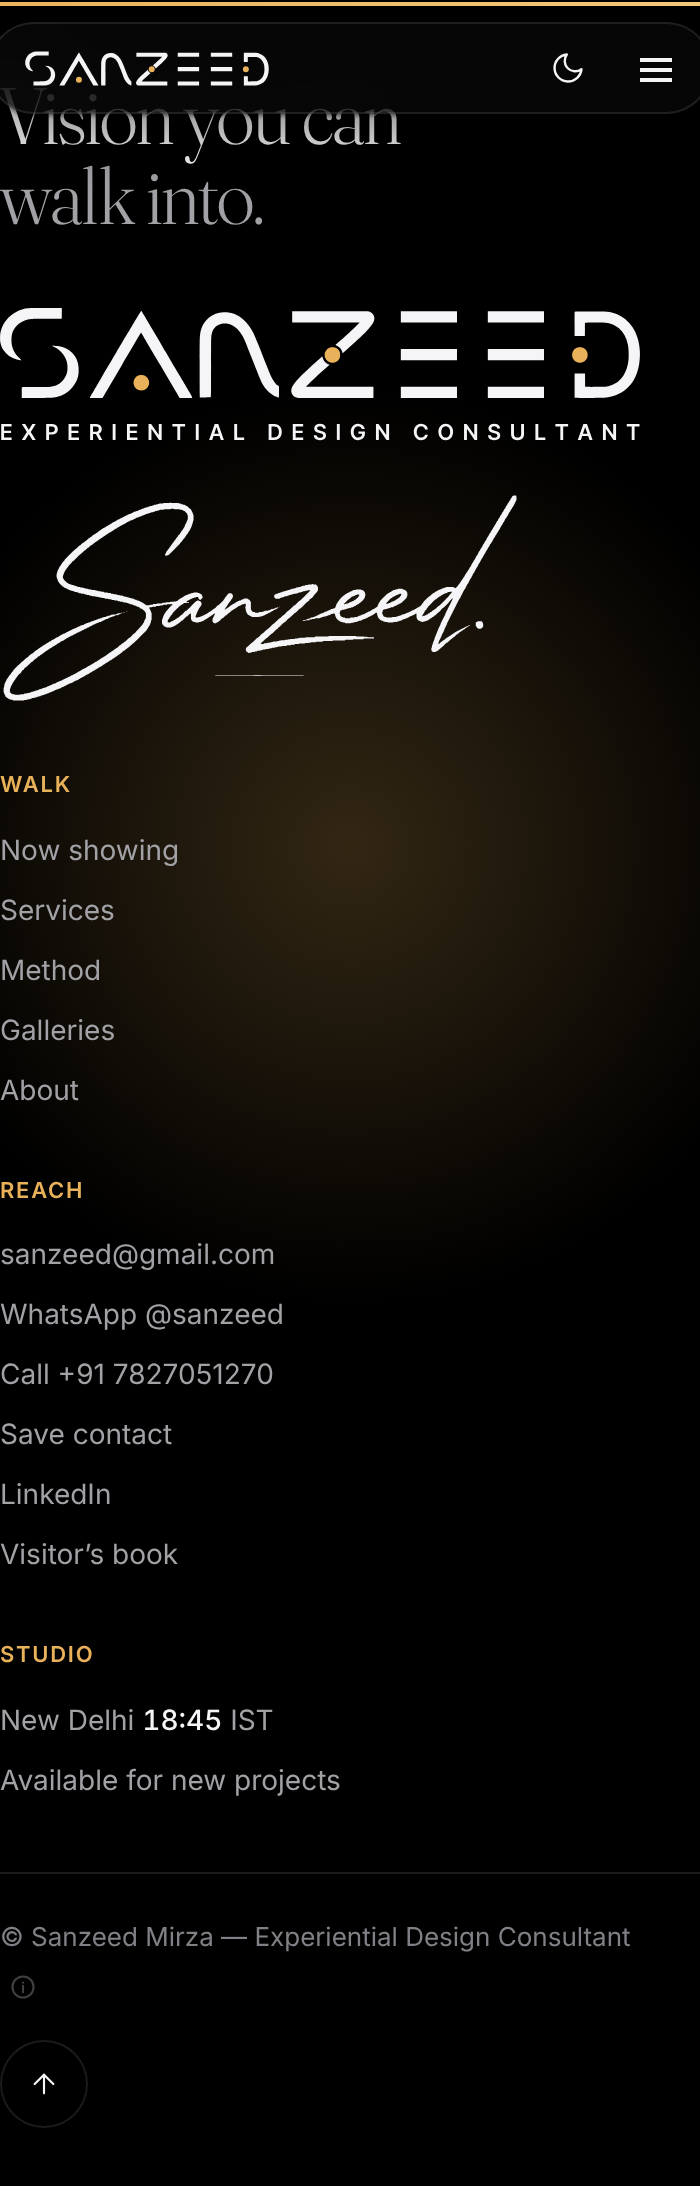 SANZEED
Vision you can
walk into.
SANZEED
EXPERIENTIAL DESIGN CONSULTANT
Sanzeed.
WALK
Now showing
Services
Method
Galleries
About
REACH
sanzeed@gmail.com
WhatsApp @sanzeed
Call +91 7827051270
Save contact
LinkedIn
Visitor’s book
STUDIO
New Delhi 18:45 IST
Available for new projects
© Sanzeed Mirza — Experiential Design Consultant